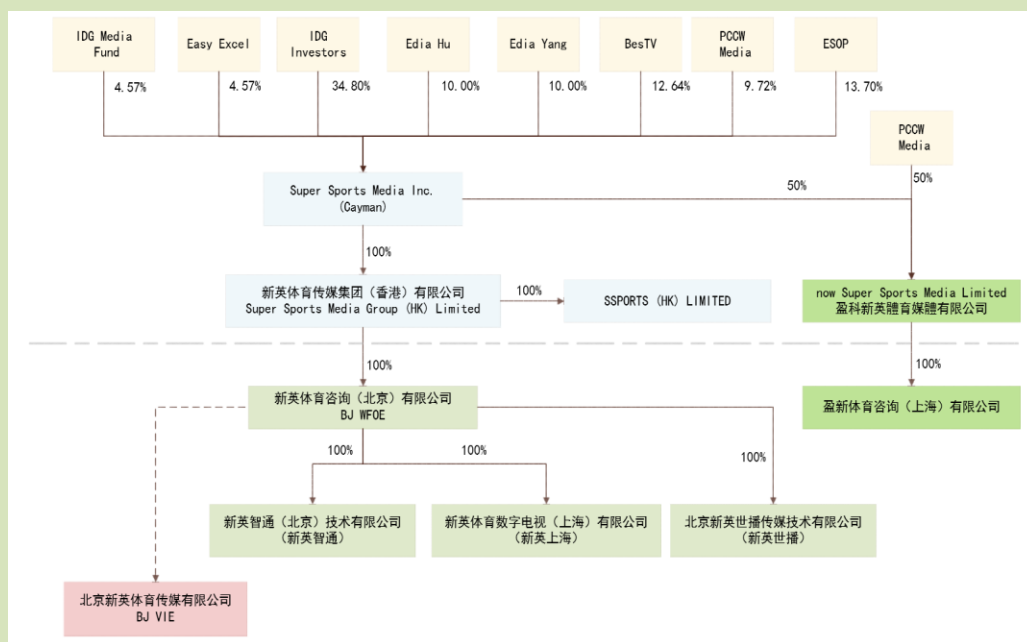 IDG Media
Fund
Easy Excel
IDG
Investors
Edia Hu
Edia Yang
BesTV
PCCW
Media
ESOP
4.57%
4.57%
34.80%
10.00%
10.00%
12.64%
9.72%
13.70%
PCCW
Media
Super Sports Media Inc.
(Cayman)
50%
50%
100%
新英体育传媒集团（香港）有限公司
Super Sports Media Group (HK) Limited
100%
SSPORTS (HK) LIMITED
now Super Sports Media Limited
盈科新英體育媒體有限公司
100%
100%
新英体育咨询（北京）有限公司
BJ WFOE
盈新体育咨询（上海）有限公司
100%
100%
100%
新英智通（北京）技术有限公司
（新英智通）
新英体育数字电视（上海）有限公司
（新英上海）
北京新英世播传媒技术有限公司
（新英世播）
北京新英体育传媒有限公司
BJ VIE